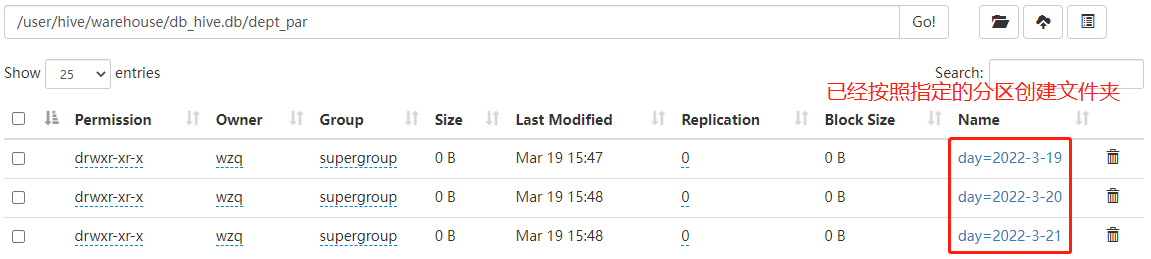 /user/hive/warehouse/db_hive.db/dept_par Go!
Show 25 entries Search:
已经按照指定的分区创建文件夹
Permission Owner Group Size Last Modified Replication Block Size Name
drwxr-xr-x wzq supergroup 0 B Mar 19 15:47 0 0 B day=2022-3-19
drwxr-xr-x wzq supergroup 0 B Mar 19 15:48 0 0 B day=2022-3-20
drwxr-xr-x wzq supergroup 0 B Mar 19 15:48 0 0 B day=2022-3-21